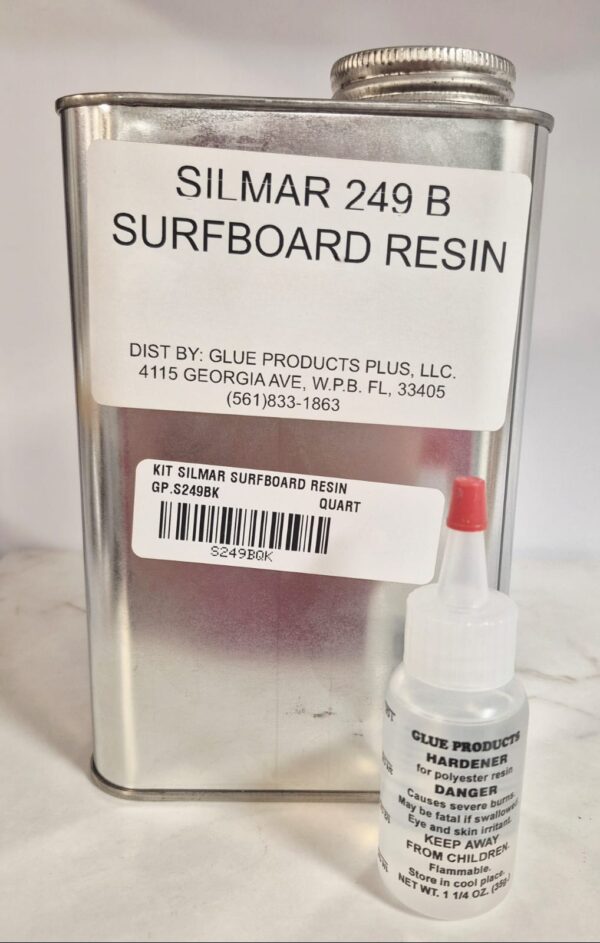 SILMAR 249 B
SURFBOARD RESIN
DIST BY: GLUE PRODUCTS PLUS, LLC.
4115 GEORGIA AVE, W.P.B. FL, 33405
(561)833-1863
KIT SILMAR SURFBOARD RESIN
GP.S249BK
QUART
S249BQK
GLUE PRODUCTS
HARDENER
for polyester resin
DANGER
Causes severe burns.
May be fatal if swallowed.
Eye and skin irritant.
KEEP AWAY
FROM CHILDREN.
Flammable.
Store in cool place.
NET WT. 1 1/4 OZ. (35g.)